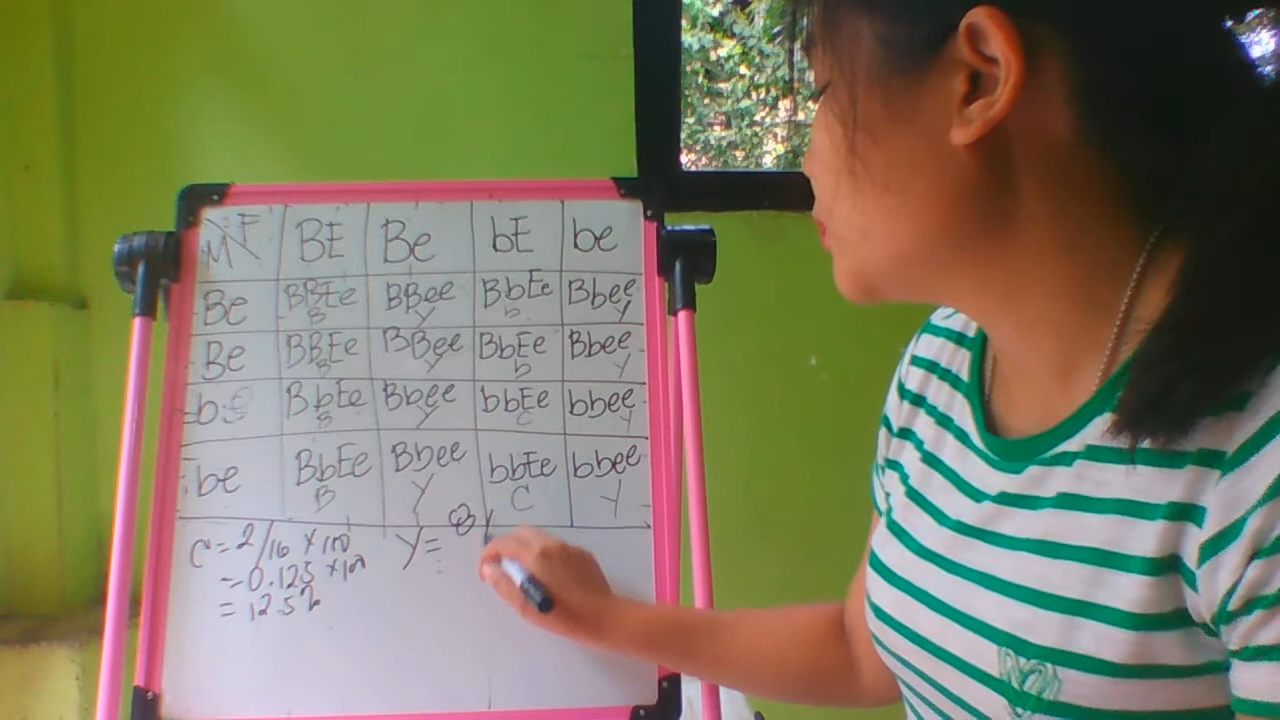 M F BE Be bE be
Be BBEe BBee BbEe Bbee
B Y b Y
Be BBEe BBee BbEe Bbee
B Y b Y
b BbEe Bbee bbEe bbee
B Y C Y
be BbEe Bbee bbEe bbee
B Y C Y
C = 2/16 x 100 Y = 8/
= 0.125 x 100
= 12.5%